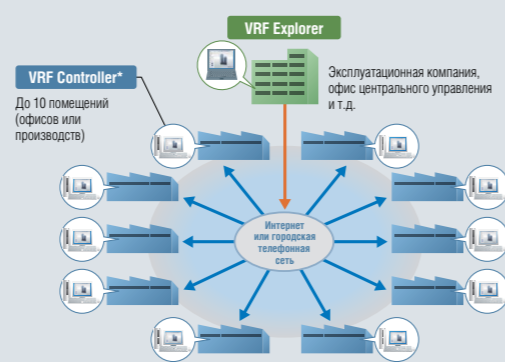 VRF Explorer
VRF Controller*
До 10 помещений
(офисов или
производств)
Эксплуатационная компания,
офис центрального управления
и т.д.
Интернет
или городская
телефонная
сеть